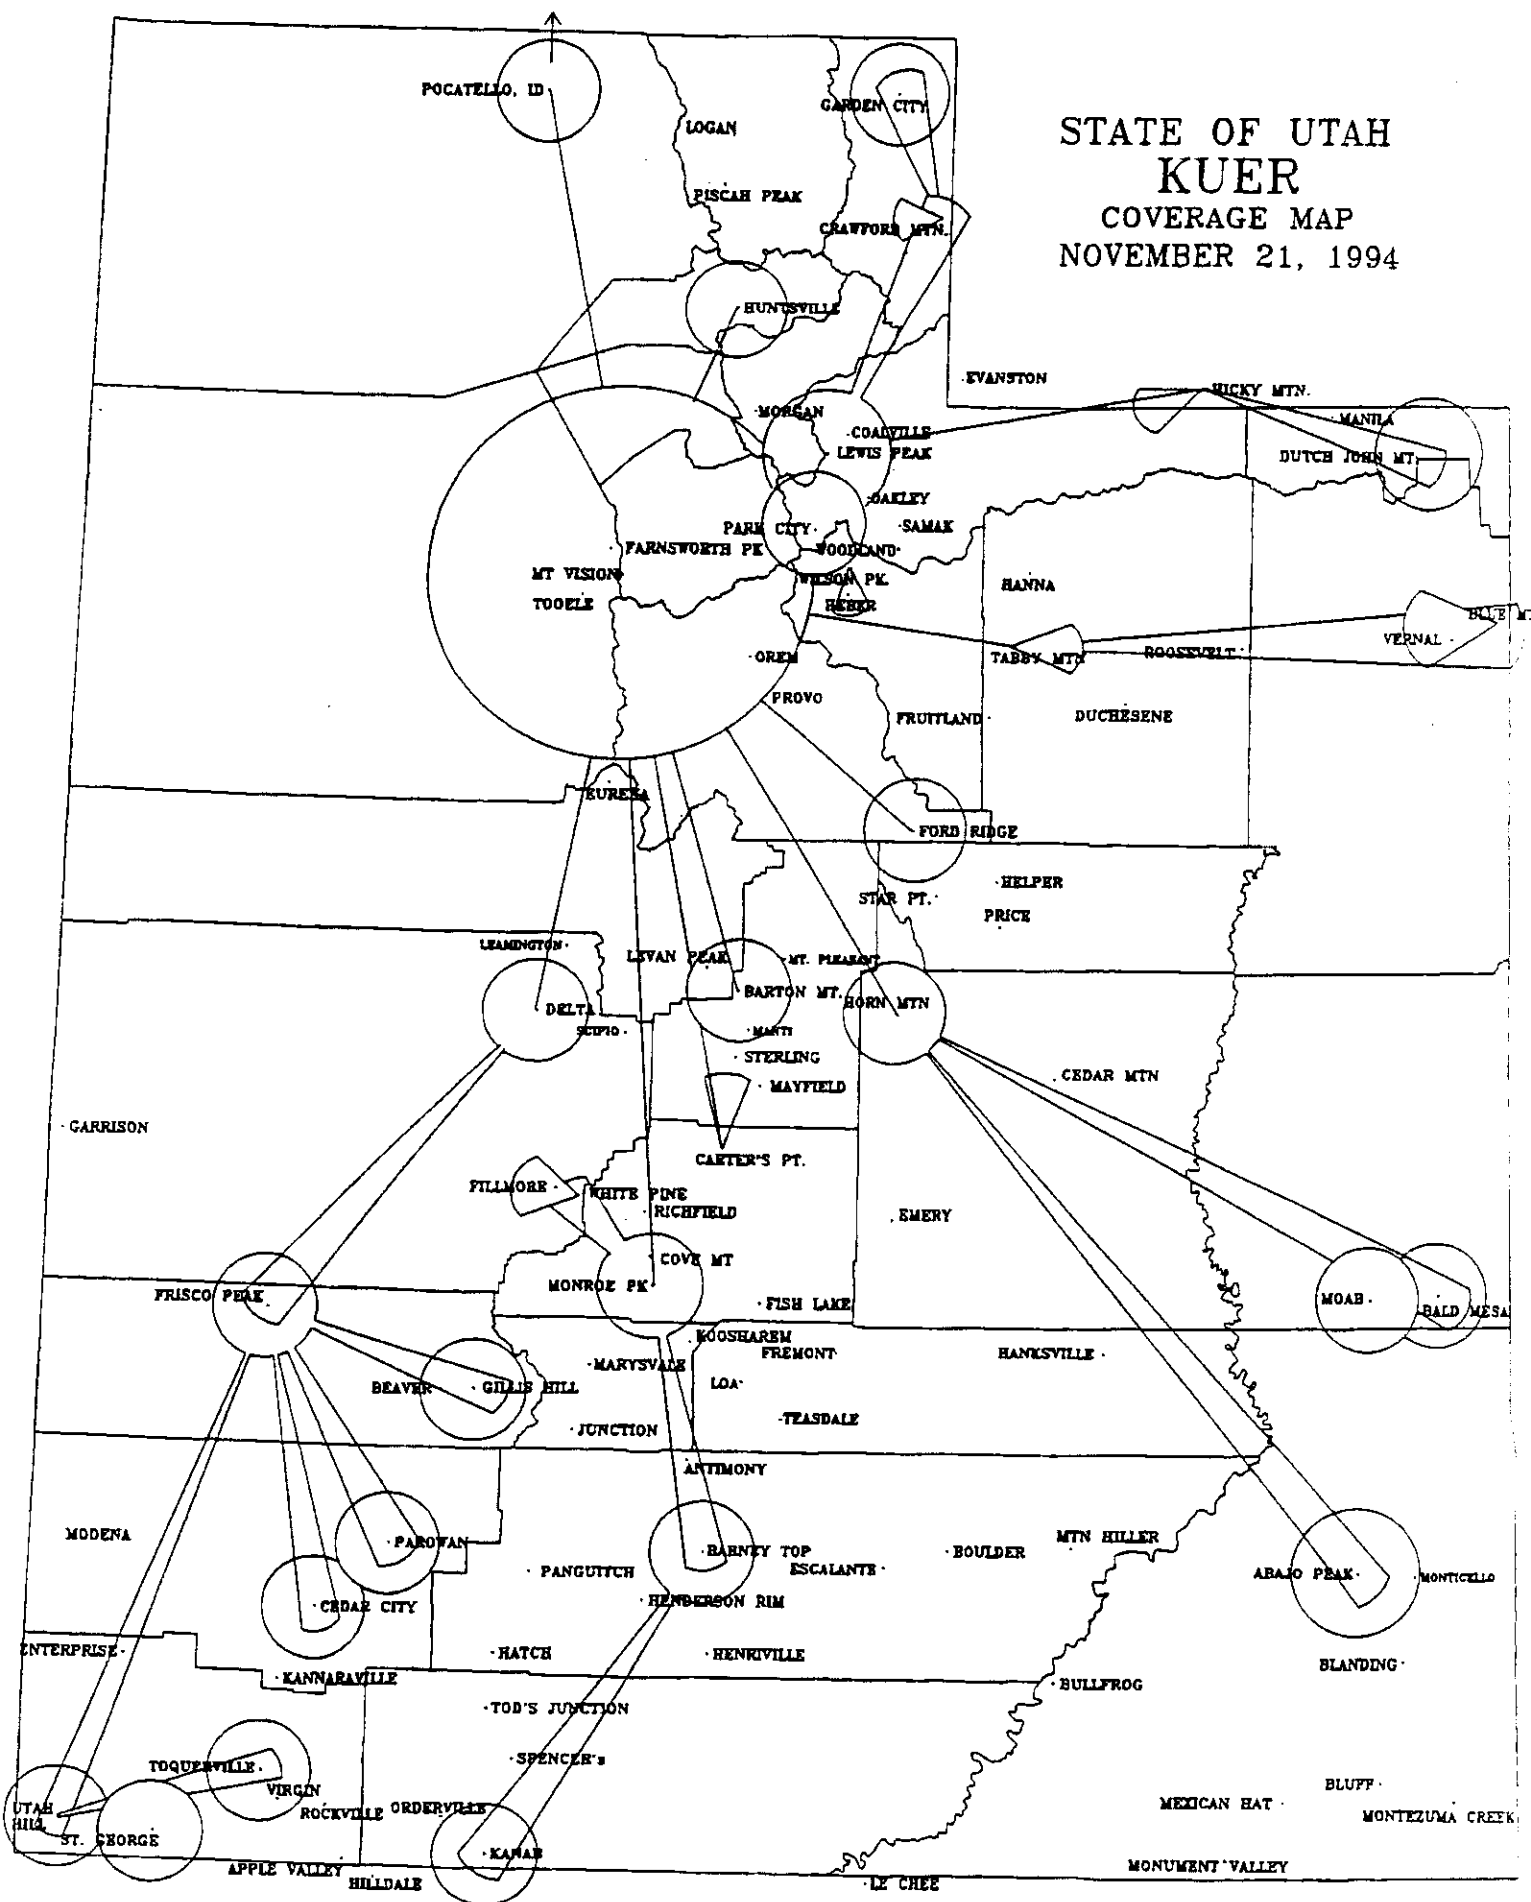 STATE OF UTAH
KUER
COVERAGE MAP
NOVEMBER 21, 1994
POCATELLO, ID
GARDEN CITY
LOGAN
PISGAH PEAK
CRAWFORD MTN.
HUNTSVILLE
EVANSTON
HICKY MTN.
MORGAN
MANILA
COALVILLE
LEWIS PEAK
DUTCH JOHN MT.
OAKLEY
PARK CITY
SAMAK
FARNSWORTH PK
WOODLAND
MT VISION
WILSON PK.
HANNA
TOOELE
HEBER
BLUE M
VERNAL
OREM
TABBY MTN
ROOSEVELT
PROVO
FRUITLAND
DUCHESENE
EUREKA
FORD RIDGE
HELPER
STAR PT.
PRICE
LEAMINGTON
LEVAN PEAK
MT. PLEASANT
BARTON MT.
HORN MTN
DELTA
SCIPIO
MANTI
STERLING
CEDAR MTN
MAYFIELD
GARRISON
CARTER'S PT.
FILLMORE
WHITE PINE
RICHFIELD
EMERY
COVE MT
MONROE PK
FRISCO PEAK
FISH LAKE
MOAB
BALD MESA
KOOSHAREM
FREMONT
HANKSVILLE
MARYSVALE
BEAVER
GILLIS HILL
LOA
TEASDALE
JUNCTION
ANTIMONY
MODENA
PAROWAN
BARNEY TOP
BOULDER
MTN HILLER
PANGUITCH
ESCALANTE
ABAJO PEAK
MONTICELLO
CEDAR CITY
HENDERSON RIM
ENTERPRISE
HATCH
HENRIVILLE
BLANDING
KANNARAVILLE
BULLFROG
TOD'S JUNCTION
SPENCER'S
TOQUERVILLE
VIRGIN
BLUFF
UTAH
HILL
ROCKVILLE
ORDERVILLE
MEXICAN HAT
MONTEZUMA CREEK
ST. GEORGE
KANAB
APPLE VALLEY
MONUMENT VALLEY
HILLDALE
LE CHEE